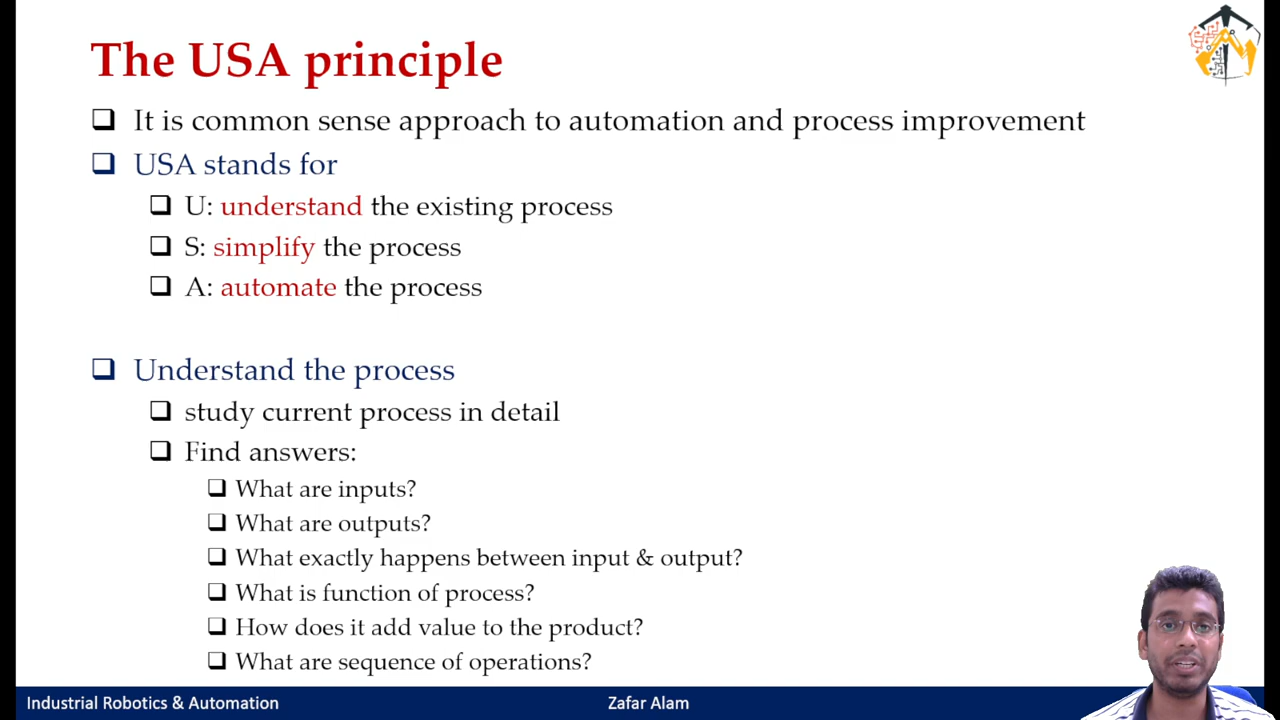 The USA principle
It is common sense approach to automation and process improvement
USA stands for
U: understand the existing process
S: simplify the process
A: automate the process
Understand the process
study current process in detail
Find answers:
What are inputs?
What are outputs?
What exactly happens between input & output?
What is function of process?
How does it add value to the product?
What are sequence of operations?
Industrial Robotics & Automation
Zafar Alam